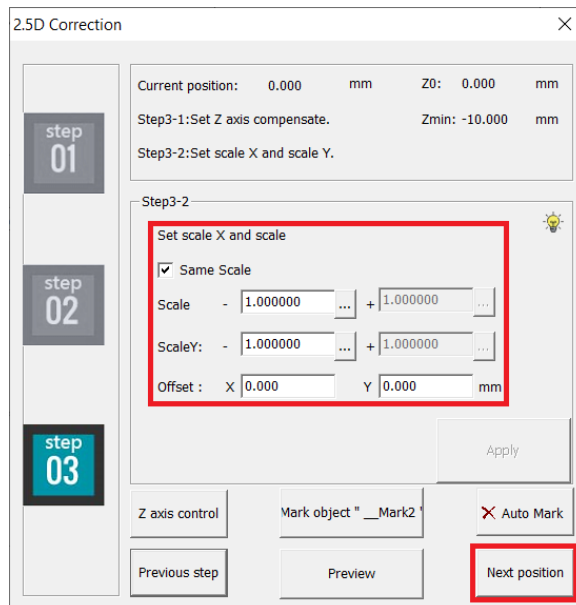 2.5D Correction
step
01
step
02
step
03
Current position: 0.000 mm Z0: 0.000 mm
Step3-1:Set Z axis compensate. Zmin: -10.000 mm
Step3-2:Set scale X and scale Y.
Step3-2
Set scale X and scale
Same Scale
Scale - 1.000000 ... + 1.000000 ...
ScaleY: - 1.000000 ... + 1.000000 ...
Offset : X 0.000 Y 0.000 mm
Apply
Z axis control Mark object " __Mark2 ' Auto Mark
Previous step Preview Next position